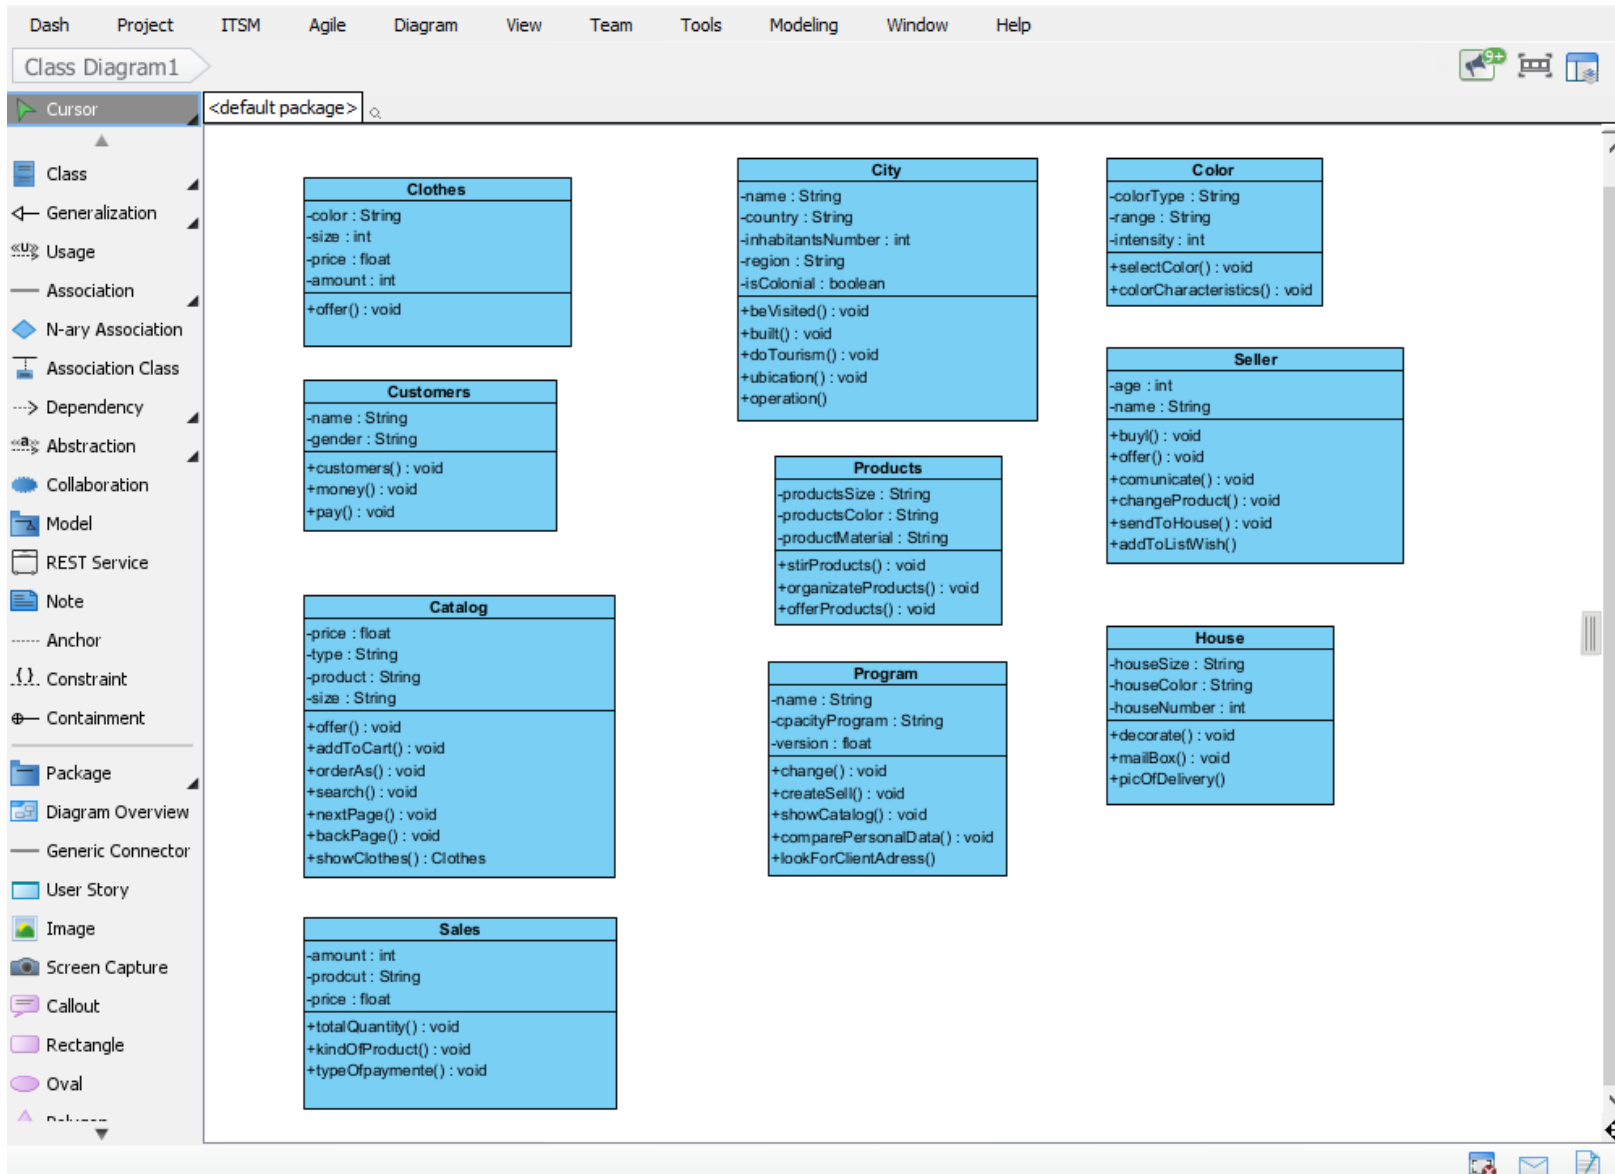 Dash Project ITSM Agile Diagram View Team Tools Modeling Window Help
Class Diagram1
9+
Cursor
<default package>
Class
Generalization
«U» Usage
Association
N-ary Association
Association Class
Dependency
«a» Abstraction
Collaboration
Model
REST Service
Note
Anchor
{} Constraint
Containment
Package
Diagram Overview
Generic Connector
User Story
Image
Screen Capture
Callout
Rectangle
Oval
Clothes
-color : String
-size : int
-price : float
-amount : int
+offer() : void
Customers
-name : String
-gender : String
+customers() : void
+money() : void
+pay() : void
Catalog
-price : float
-type : String
-product : String
-size : String
+offer() : void
+addToCart() : void
+orderAs() : void
+search() : void
+nextPage() : void
+backPage() : void
+showClothes() : Clothes
Sales
-amount : int
-prodcut : String
-price : float
+totalQuantity() : void
+kindOfProduct() : void
+typeOfpaymente() : void
City
-name : String
-country : String
-inhabitantsNumber : int
-region : String
-isColonial : boolean
+beVisited() : void
+built() : void
+doTourism() : void
+ubication() : void
+operation()
Products
-productsSize : String
-productsColor : String
-productMaterial : String
+stirProducts() : void
+organizateProducts() : void
+offerProducts() : void
Program
-name : String
-cpacityProgram : String
-version : float
+change() : void
+createSell() : void
+showCatalog() : void
+comparePersonalData() : void
+lookForClientAdress()
Color
-colorType : String
-range : String
-intensity : int
+selectColor() : void
+colorCharacteristics() : void
Seller
-age : int
-name : String
+buyl() : void
+offer() : void
+comunicate() : void
+changeProduct() : void
+sendToHouse() : void
+addToListWish()
House
-houseSize : String
-houseColor : String
-houseNumber : int
+decorate() : void
+mailBox() : void
+picOfDelivery()